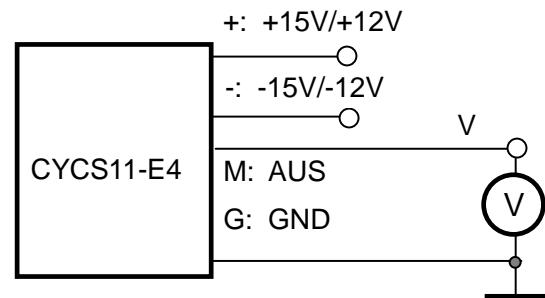 +: +15V/+12V
-: -15V/-12V
V
CYCS11-E4
M: AUS
V
G: GND